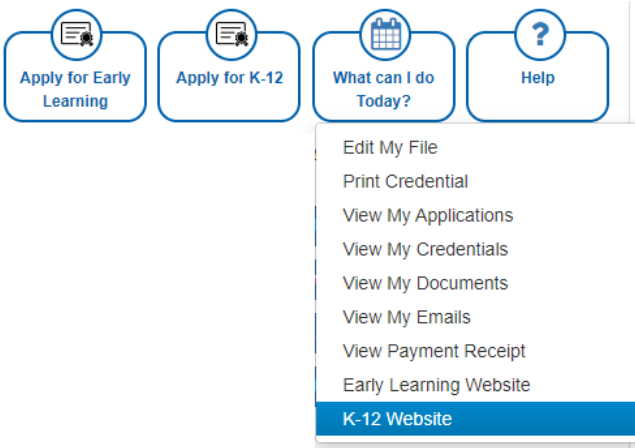 Apply for Early
Learning
Apply for K-12
What can I do
Today?
?
Help
Edit My File
Print Credential
View My Applications
View My Credentials
View My Documents
View My Emails
View Payment Receipt
Early Learning Website
K-12 Website